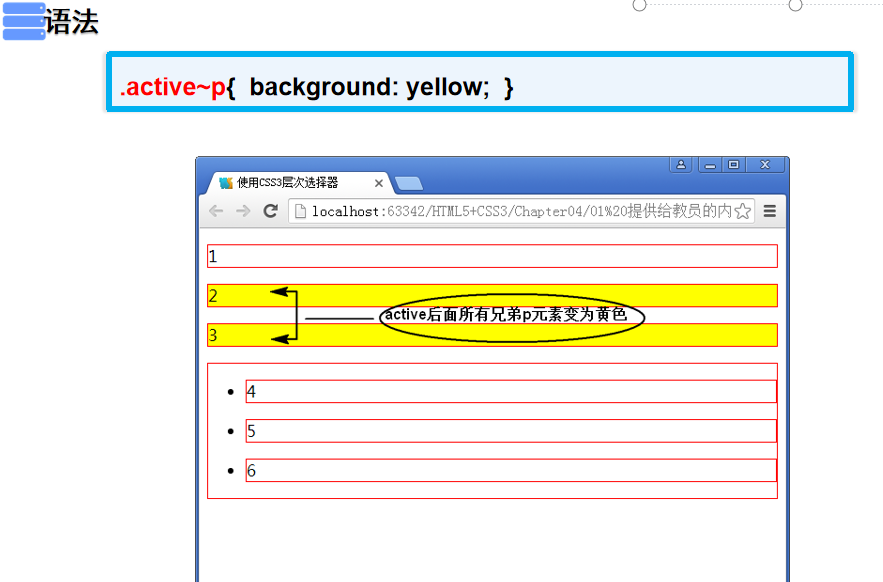 语法
.active~p{ background: yellow; }
使用CSS3层次选择器
localhost:63342/HTML5+CSS3/Chapter04/01%20提供给教员的内
1
2
active后面所有兄弟p元素变为黄色
3
4
5
6